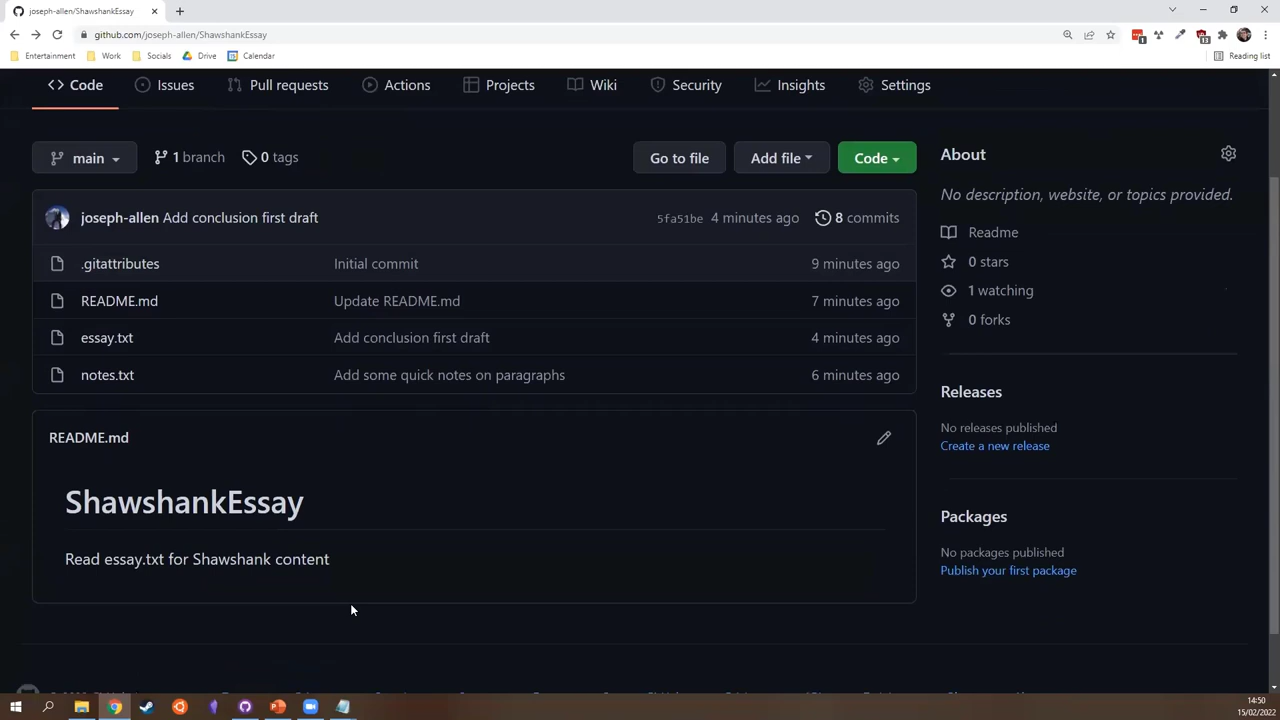 joseph-allen/ShawshankEssay
github.com/joseph-allen/ShawshankEssay
Entertainment Work Socials Drive Calendar Reading list
Code Issues Pull requests Actions Projects Wiki Security Insights Settings
main 1 branch 0 tags Go to file Add file Code
joseph-allen Add conclusion first draft 5fa51be 4 minutes ago 8 commits
.gitattributes Initial commit 9 minutes ago
README.md Update README.md 7 minutes ago
essay.txt Add conclusion first draft 4 minutes ago
notes.txt Add some quick notes on paragraphs 6 minutes ago
README.md
ShawshankEssay
Read essay.txt for Shawshank content
About
No description, website, or topics provided.
Readme
0 stars
1 watching
0 forks
Releases
No releases published
Create a new release
Packages
No packages published
Publish your first package
14:50
15/02/2022